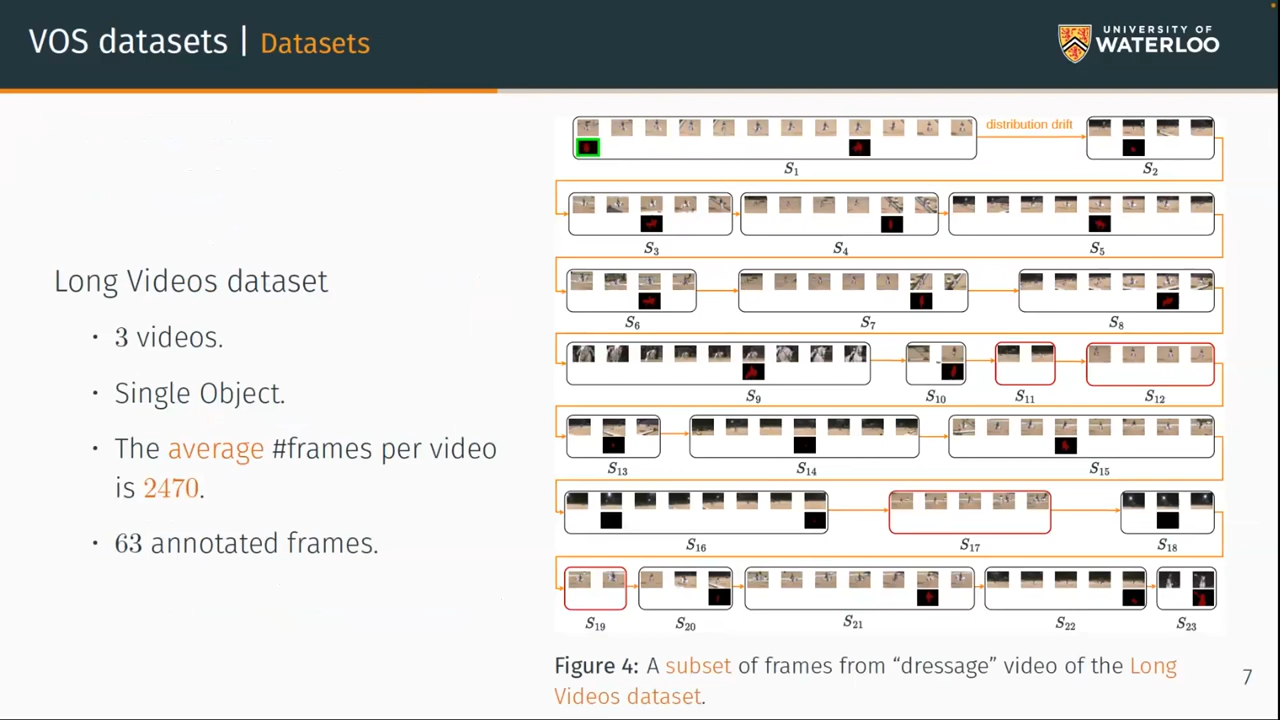 VOS datasets | Datasets
UNIVERSITY OF
WATERLOO
Long Videos dataset
· 3 videos.
· Single Object.
· The average #frames per video
is 2470.
· 63 annotated frames.
distribution drift
S₁ S₂
S₃ S₄ S₅
S₆ S₇ S₈
S₉ S₁₀ S₁₁ S₁₂
S₁₃ S₁₄ S₁₅
S₁₆ S₁₇ S₁₈
S₁₉ S₂₀ S₂₁ S₂₂ S₂₃
Figure 4: A subset of frames from “dressage” video of the Long
Videos dataset.
7